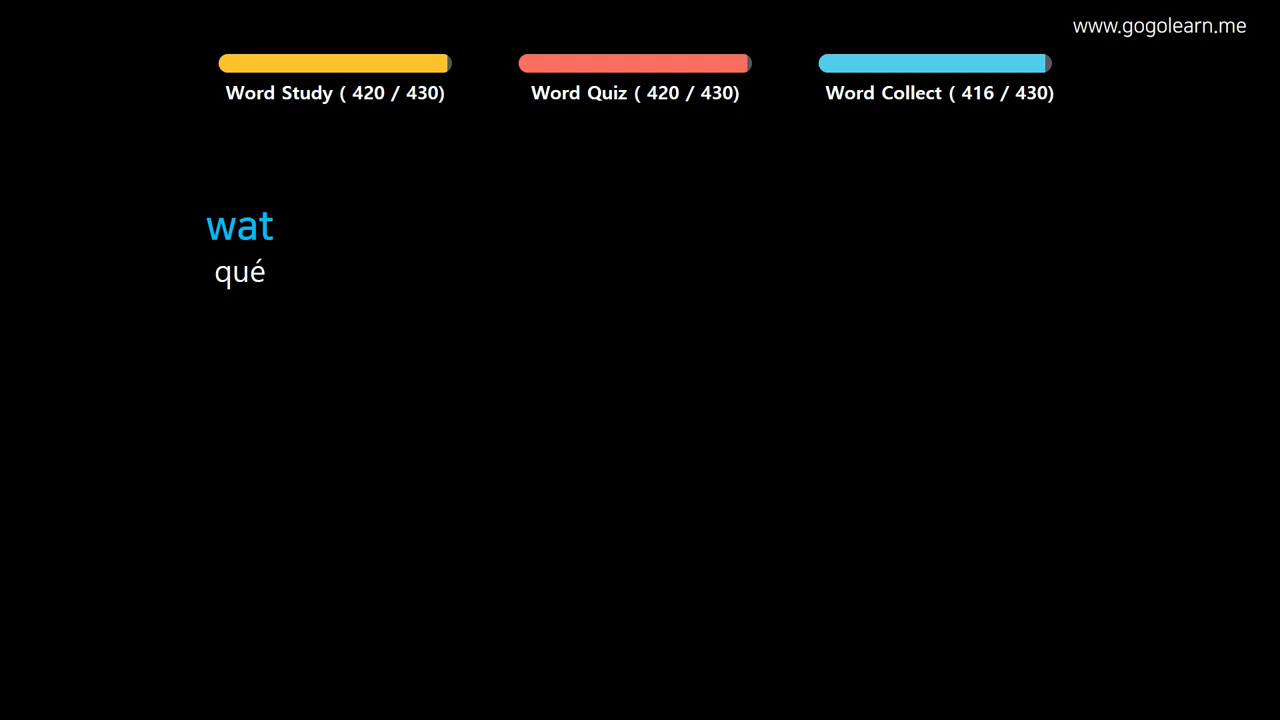 www.gogolearn.me
Word Study ( 420 / 430)
Word Quiz ( 420 / 430)
Word Collect ( 416 / 430)
wat
qué